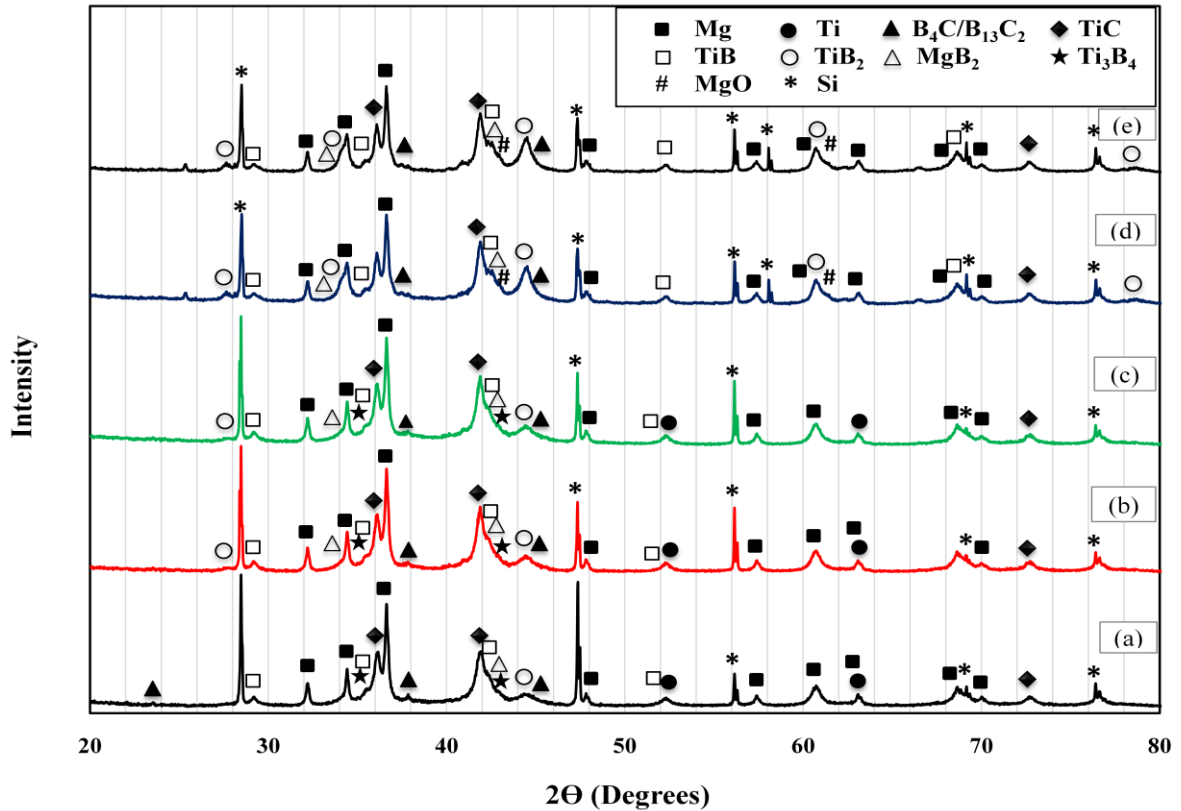 Mg Ti B₄C/B₁₃C₂ TiC
TiB TiB₂ MgB₂ Ti₃B₄
# MgO * Si
(e)
(d)
(c)
(b)
(a)
Intensity
20 30 40 50 60 70 80
2Θ (Degrees)